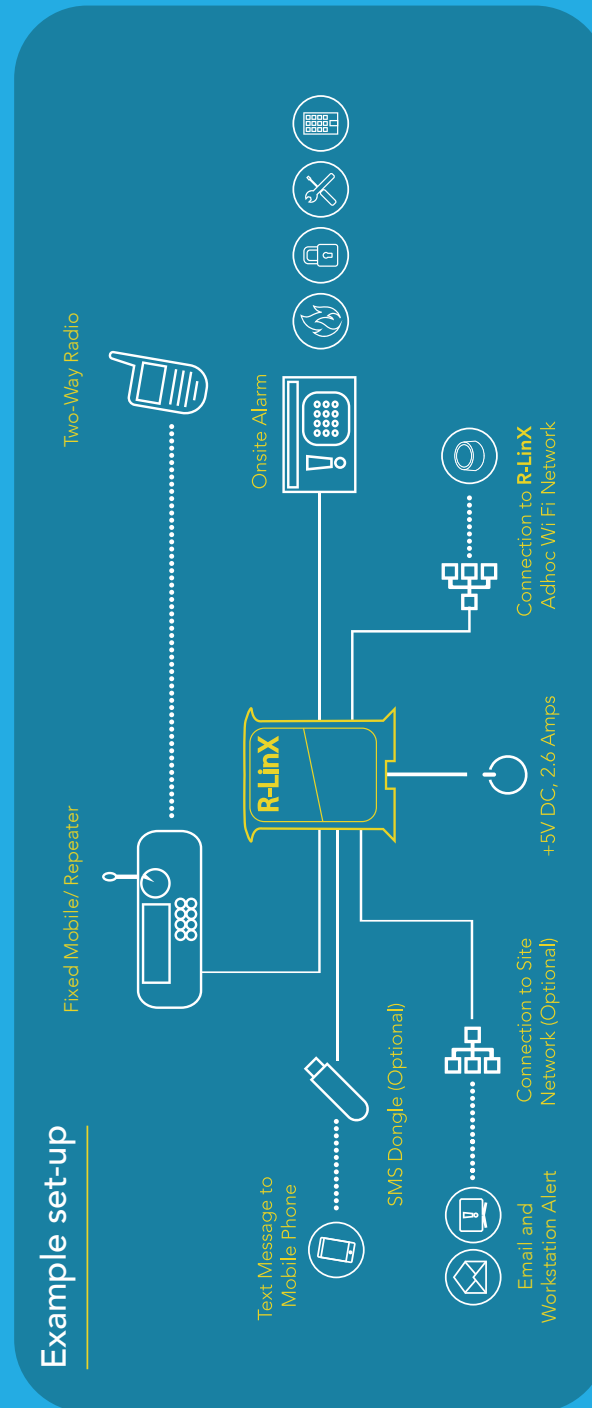 Example set-up
Fixed Mobile/ Repeater
Two-Way Radio
Text Message to
Mobile Phone
SMS Dongle (Optional)
R-LinX
Onsite Alarm
Email and
Workstation Alert
Connection to Site
Network (Optional)
+5V DC, 2.6 Amps
Connection to R-LinX
Adhoc Wi Fi Network